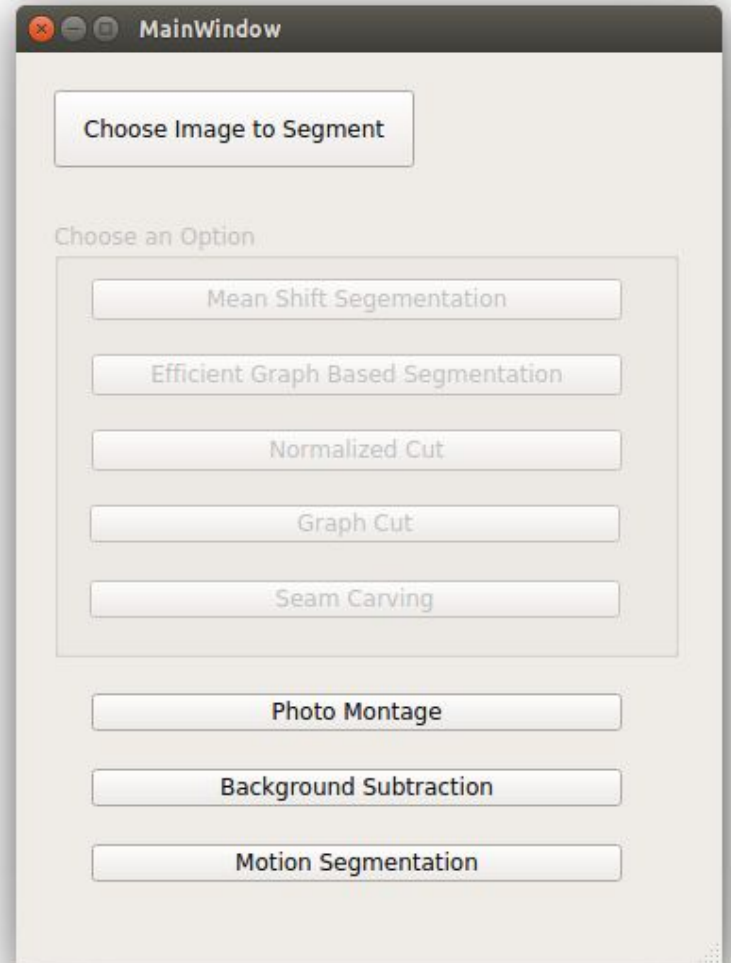 MainWindow
Choose Image to Segment
Choose an Option
Mean Shift Segementation
Efficient Graph Based Segmentation
Normalized Cut
Graph Cut
Seam Carving
Photo Montage
Background Subtraction
Motion Segmentation